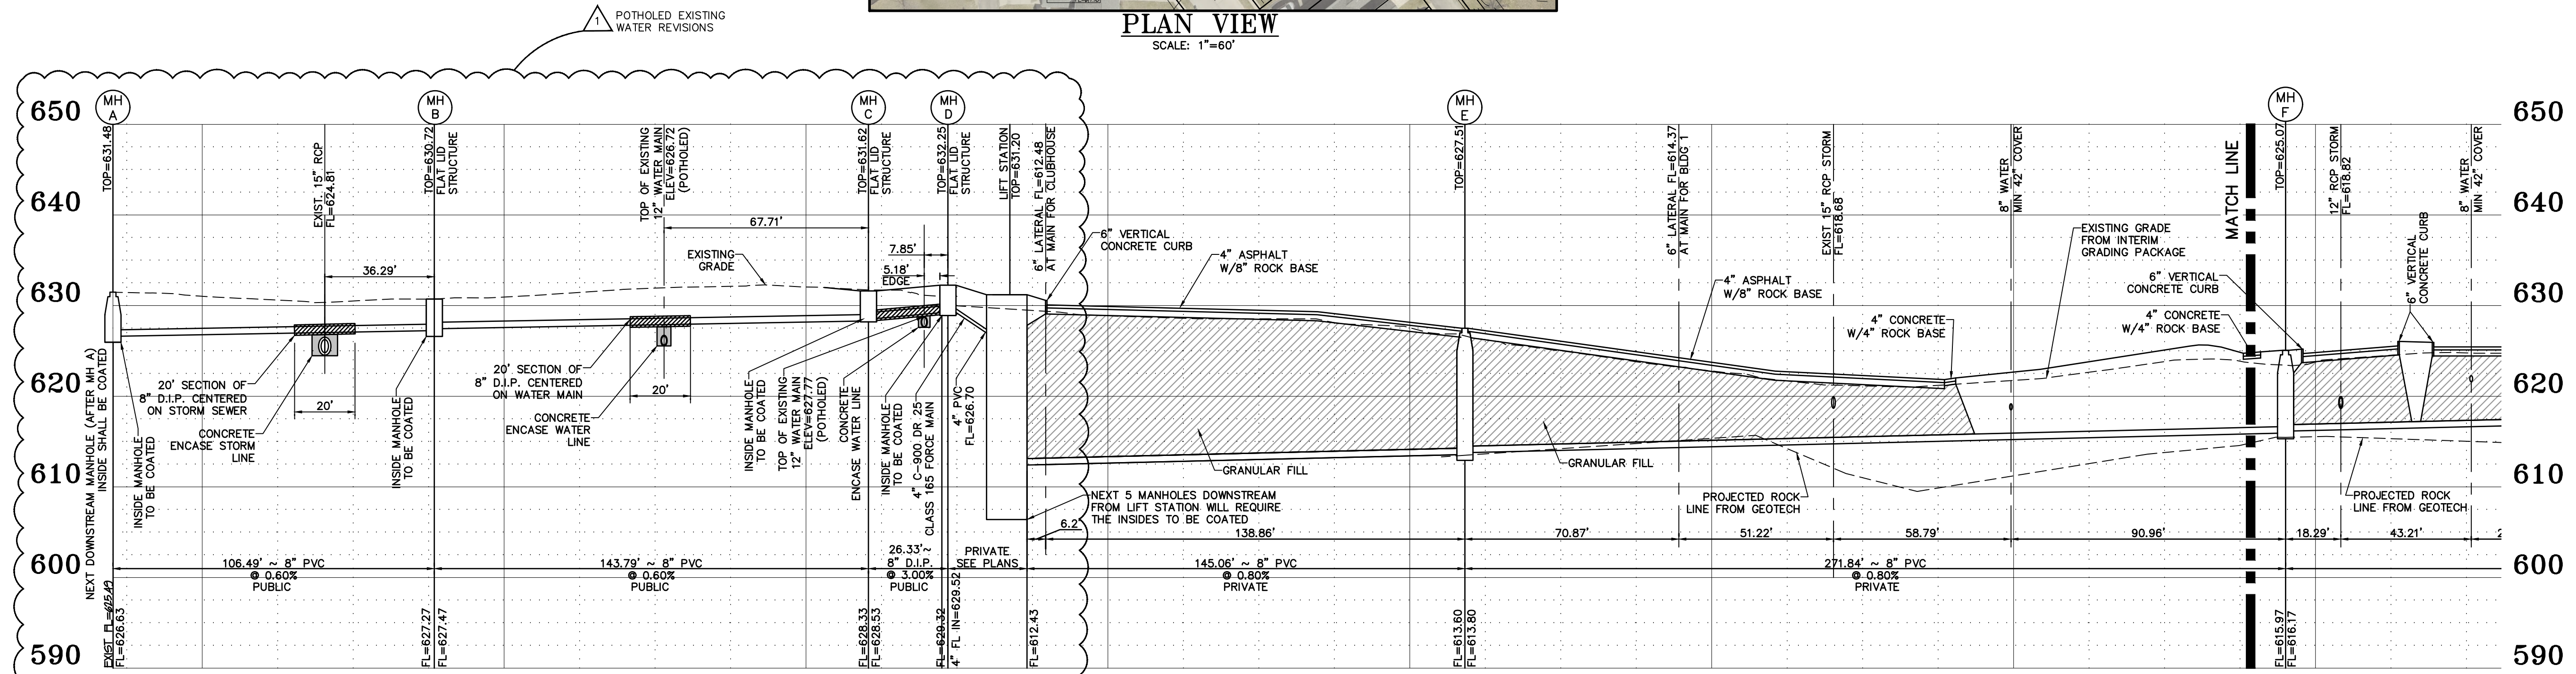 1
POTHOLED EXISTING
WATER REVISIONS
PLAN VIEW
SCALE: 1"=60'
650
640
630
620
610
600
590
MH
A
MH
B
MH
C
MH
D
MH
E
MH
F
TOP=631.48
EXIST. 15" RCP
FL=624.81
TOP=630.72
FLAT LID
STRUCTURE
TOP OF EXISTING
12" WATER MAIN
ELEV=626.72
(POTHOLED)
TOP=631.62
FLAT LID
STRUCTURE
TOP=632.25
FLAT LID
STRUCTURE
LIFT STATION
TOP=631.20
6" LATERAL FL=612.48
AT MAIN FOR CLUBHOUSE
TOP=627.51
6" LATERAL FL=614.37
AT MAIN FOR BLDG 1
EXIST 15" RCP STORM
FL=618.68
8" WATER
MIN 42" COVER
MATCH LINE
TOP=625.07
12" RCP STORM
FL=618.82
8" WATER
MIN 42" COVER
650
640
630
620
610
600
590
36.29'
67.71'
7.85'
5.18'
EDGE
EXISTING
GRADE
6" VERTICAL
CONCRETE CURB
4" ASPHALT
W/8" ROCK BASE
4" ASPHALT
W/8" ROCK BASE
4" CONCRETE
W/4" ROCK BASE
EXISTING GRADE
FROM INTERIM
GRADING PACKAGE
6" VERTICAL
CONCRETE CURB
4" CONCRETE
W/4" ROCK BASE
6" VERTICAL
CONCRETE CURB
NEXT DOWNSTREAM MANHOLE (AFTER MH A)
INSIDE SHALL BE COATED
INSIDE MANHOLE
TO BE COATED
20' SECTION OF
8" D.I.P. CENTERED
ON STORM SEWER
20'
CONCRETE
ENCASE STORM
LINE
INSIDE MANHOLE
TO BE COATED
20' SECTION OF
8" D.I.P. CENTERED
ON WATER MAIN
20'
CONCRETE
ENCASE WATER
LINE
INSIDE MANHOLE
TO BE COATED
TOP OF EXISTING
12" WATER MAIN
ELEV=627.77
(POTHOLED)
CONCRETE
ENCASE WATER LINE
INSIDE MANHOLE
TO BE COATED
4" C-900 DR 25
CLASS 165 FORCE MAIN
4" PVC
FL=626.70
GRANULAR FILL
GRANULAR FILL
NEXT 5 MANHOLES DOWNSTREAM
FROM LIFT STATION WILL REQUIRE
THE INSIDES TO BE COATED
PROJECTED ROCK
LINE FROM GEOTECH
PROJECTED ROCK
LINE FROM GEOTECH
6.2'
138.86'
70.87'
51.22'
58.79'
90.96'
18.29'
43.21'
106.49' ~ 8" PVC
@ 0.60%
PUBLIC
143.79' ~ 8" PVC
@ 0.60%
PUBLIC
26.33'~
8" D.I.P.
@ 3.00%
PUBLIC
PRIVATE
SEE PLANS
145.06' ~ 8" PVC
@ 0.80%
PRIVATE
271.84' ~ 8" PVC
@ 0.80%
PRIVATE
EXIST FL=
FL=626.63
FL=627.27
FL=627.47
FL=628.33
FL=628.53
FL=629.32
4" FL IN=629.52
FL=612.43
FL=613.60
FL=613.80
FL=615.97
FL=616.17